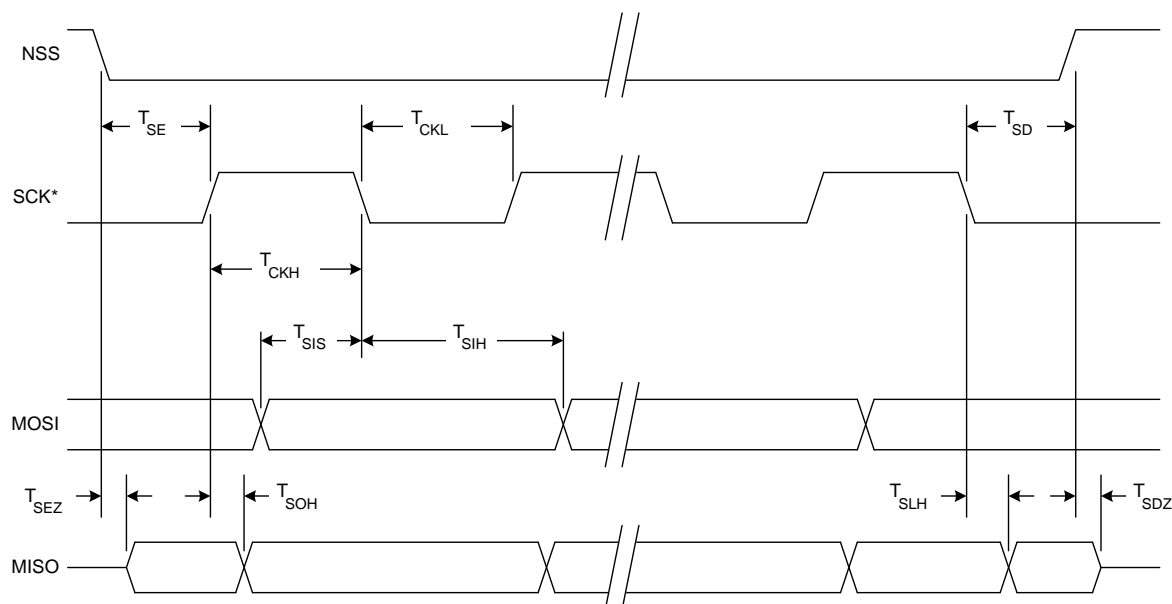 NSS
T_SE
T_CKL
T_SD
SCK*
T_CKH
T_SIS
T_SIH
MOSI
T_SEZ
T_SOH
T_SLH
T_SDZ
MISO